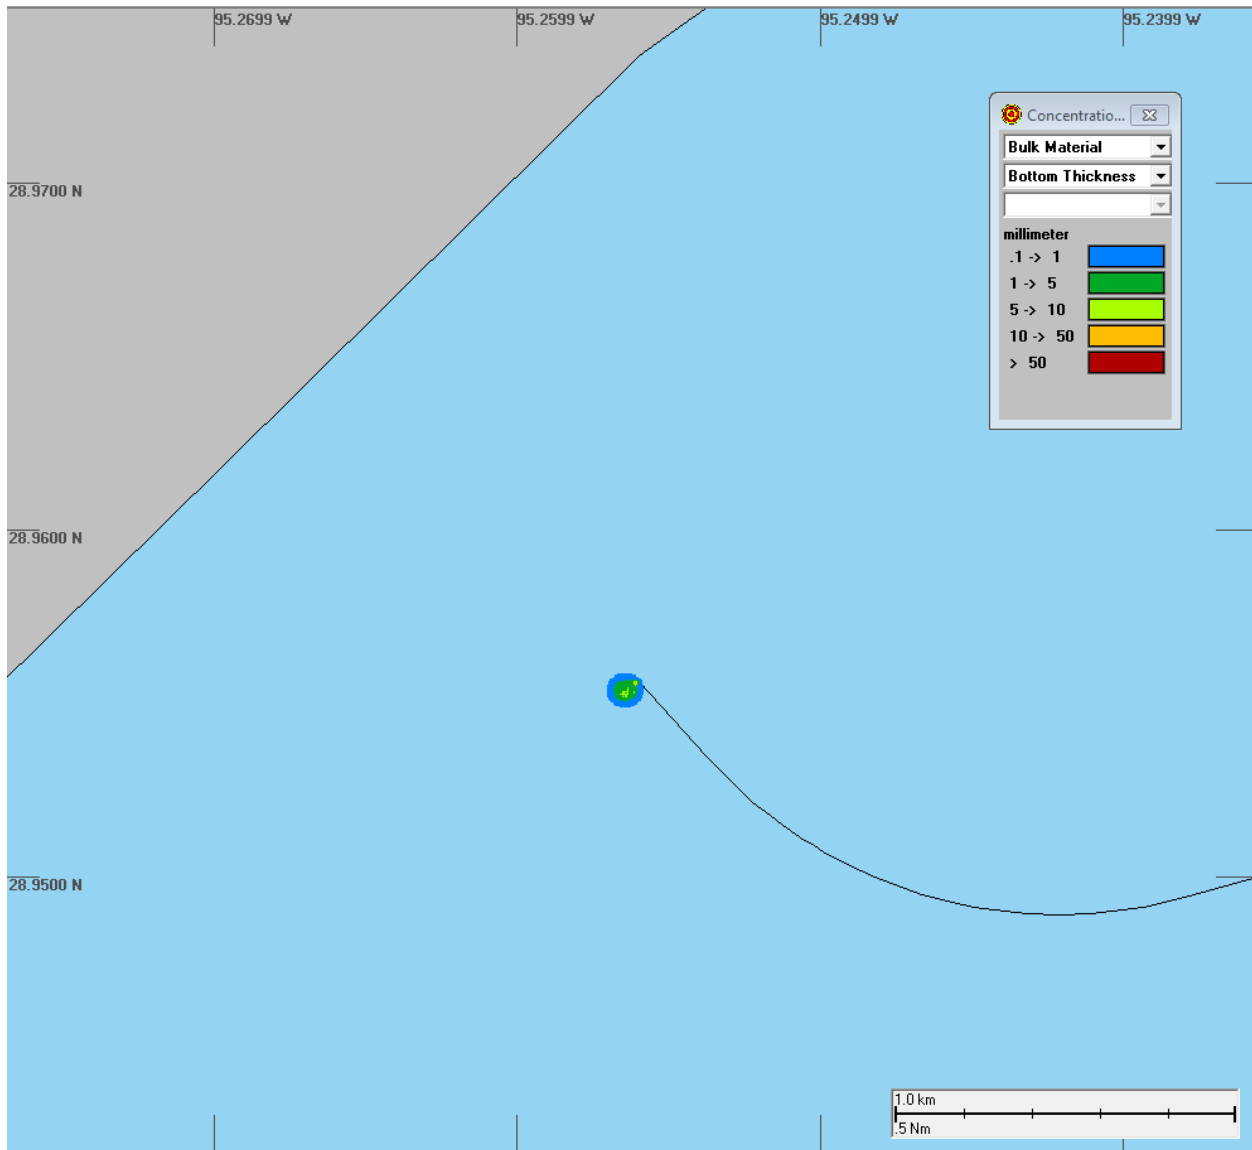 95.2699 W
95.2599 W
95.2499 W
95.2399 W
Concentratio...
Bulk Material
Bottom Thickness
28.9700 N
millimeter
.1 -> 1
1 -> 5
5 -> 10
10 -> 50
> 50
28.9600 N
28.9500 N
1.0 km
.5 Nm